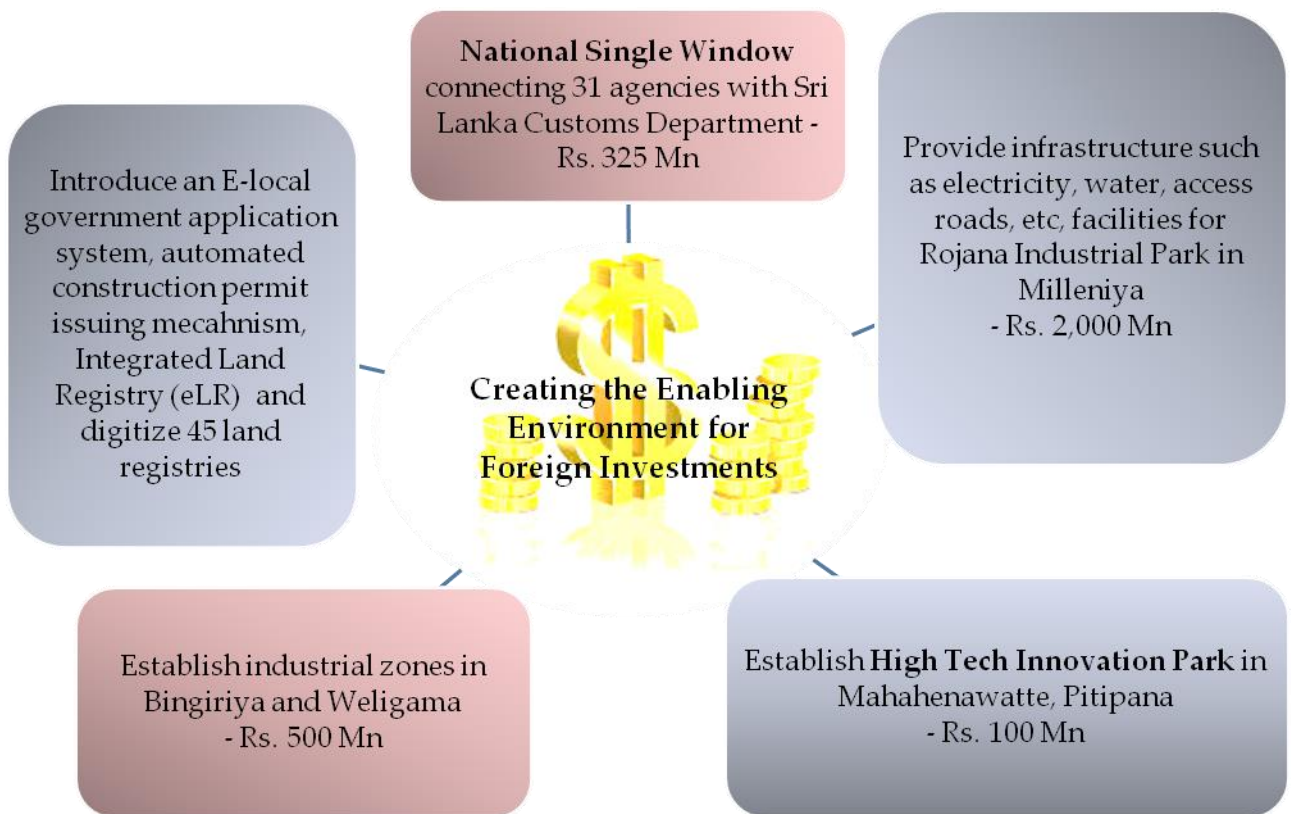 National Single Window
connecting 31 agencies with Sri
Lanka Customs Department -
Rs. 325 Mn
Provide infrastructure such
as electricity, water, access
roads, etc, facilities for
Rojana Industrial Park in
Milleniya
- Rs. 2,000 Mn
Introduce an E-local
government application
system, automated
construction permit
issuing mecahnism,
Integrated Land
Registry (eLR) and
digitize 45 land
registries
Creating the Enabling
Environment for
Foreign Investments
Establish industrial zones in
Bingiriya and Weligama
- Rs. 500 Mn
Establish High Tech Innovation Park in
Mahahenawatte, Pitipana
- Rs. 100 Mn